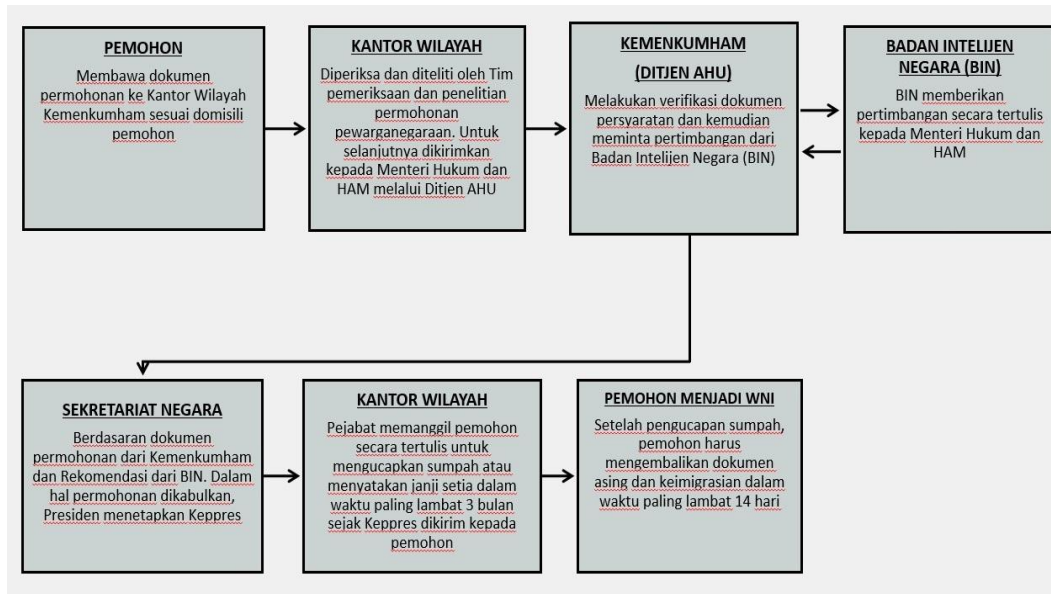 PEMOHON
Membawa dokumen
permohonan ke Kantor Wilayah
Kemenkumham sesuai domisili
pemohon
KANTOR WILAYAH
Diperiksa dan diteliti oleh Tim
pemeriksaan dan penelitian
permohonan
pewarganegaraan. Untuk
selanjutnya dikirimkan
kepada Menteri Hukum dan
HAM melalui Ditjen AHU
KEMENKUMHAM
(DITJEN AHU)
Melakukan verifikasi dokumen
persyaratan dan kemudian
meminta pertimbangan dari
Badan Intelijen Negara (BIN)
BADAN INTELIJEN
NEGARA (BIN)
BIN memberikan
pertimbangan secara tertulis
kepada Menteri Hukum dan
HAM
SEKRETARIAT NEGARA
Berdasaran dokumen
permohonan dari Kemenkumham
dan Rekomendasi dari BIN. Dalam
hal permohonan dikabulkan,
Presiden menetapkan Keppres
KANTOR WILAYAH
Pejabat memanggil pemohon
secara tertulis untuk
mengucapkan sumpah atau
menyatakan janji setia dalam
waktu paling lambat 3 bulan
sejak Keppres dikirim kepada
pemohon
PEMOHON MENJADI WNI
Setelah pengucapan sumpah,
pemohon harus
mengembalikan dokumen
asing dan keimigrasian dalam
waktu paling lambat 14 hari